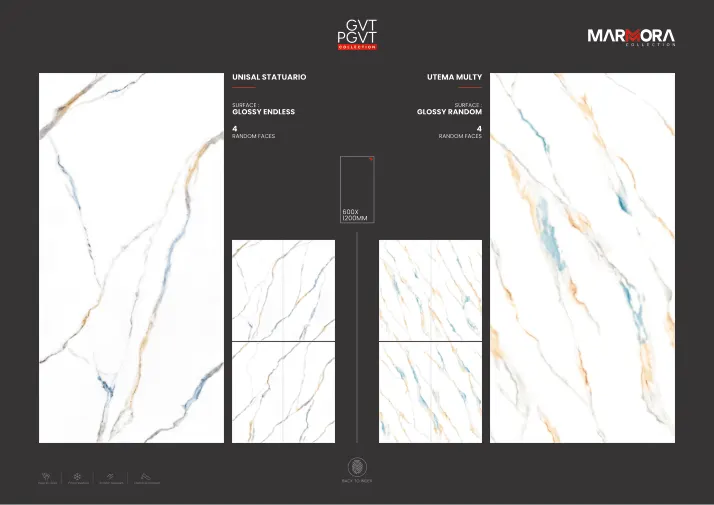 GVT
PGVT
COLLECTION
MARMORA
COLLECTION
UNISAL STATUARIO
SURFACE :
GLOSSY ENDLESS
4
RANDOM FACES
UTEMA MULTY
SURFACE :
GLOSSY RANDOM
4
RANDOM FACES
600X
1200MM
BACK TO INDEX